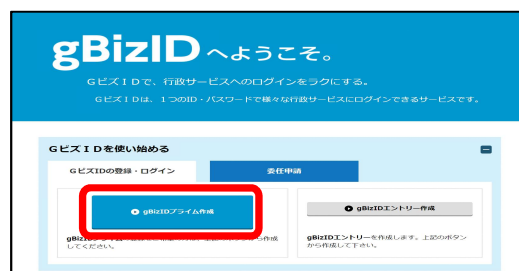 gBizIDへようこそ。
GビズIDで、行政サービスへのログインをラクにする。
GビズIDは、1つのID・パスワードで様々な行政サービスにログインできるサービスです。
GビズIDを使い始める
GビズIDの登録・ログイン
委任申請
gBizIDプライム作成
gBizIDエントリー作成
から作成
してください。
gBizIDエントリーを作成します。上記のボタン
から作成して下さい。